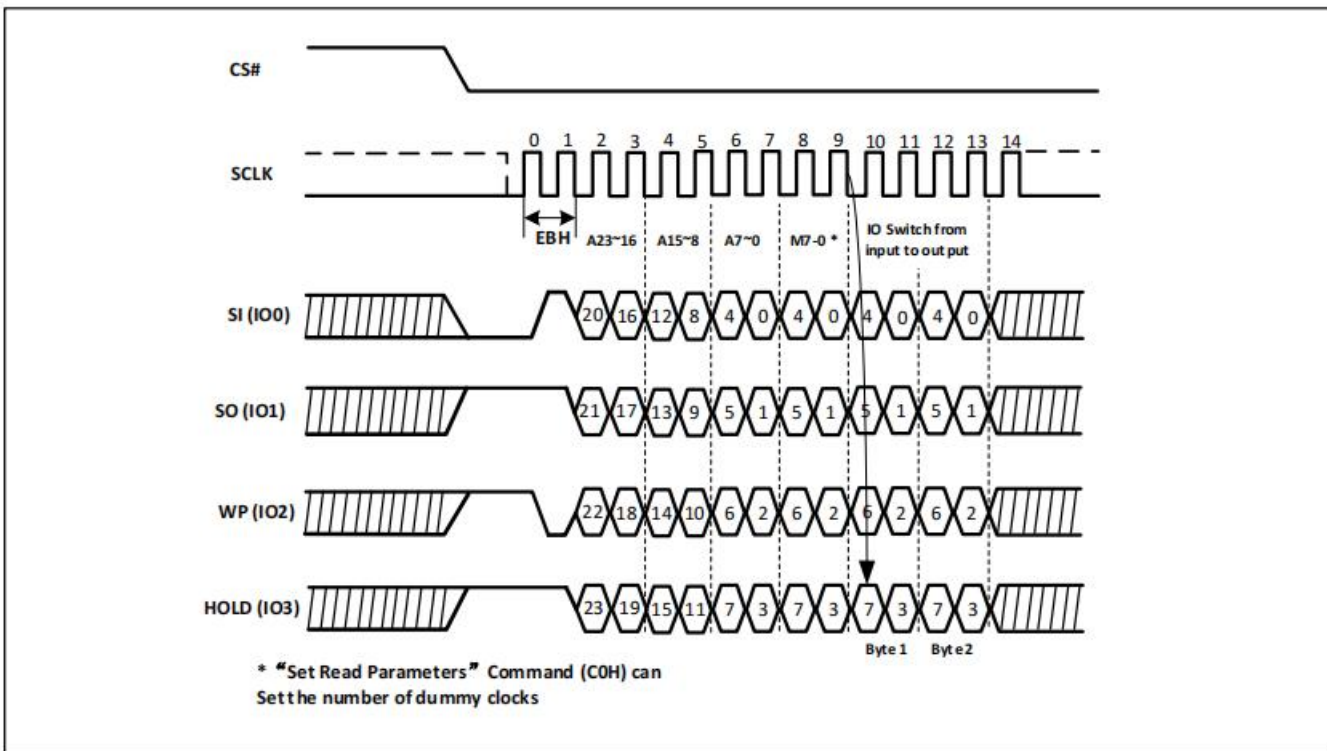 CS#
0 1 2 3 4 5 6 7 8 9 10 11 12 13 14
SCLK
EBH A23~16 A15~8 A7~0 M7-0 * IO Switch from
input to output
SI (IO0) 20 16 12 8 4 0 4 0 4 0 4 0
SO (IO1) 21 17 13 9 5 1 5 1 5 1 5 1
WP (IO2) 22 18 14 10 6 2 6 2 6 2 6 2
HOLD (IO3) 23 19 15 11 7 3 7 3 7 3 7 3
Byte 1 Byte 2
* “Set Read Parameters” Command (C0H) can
Set the number of dummy clocks